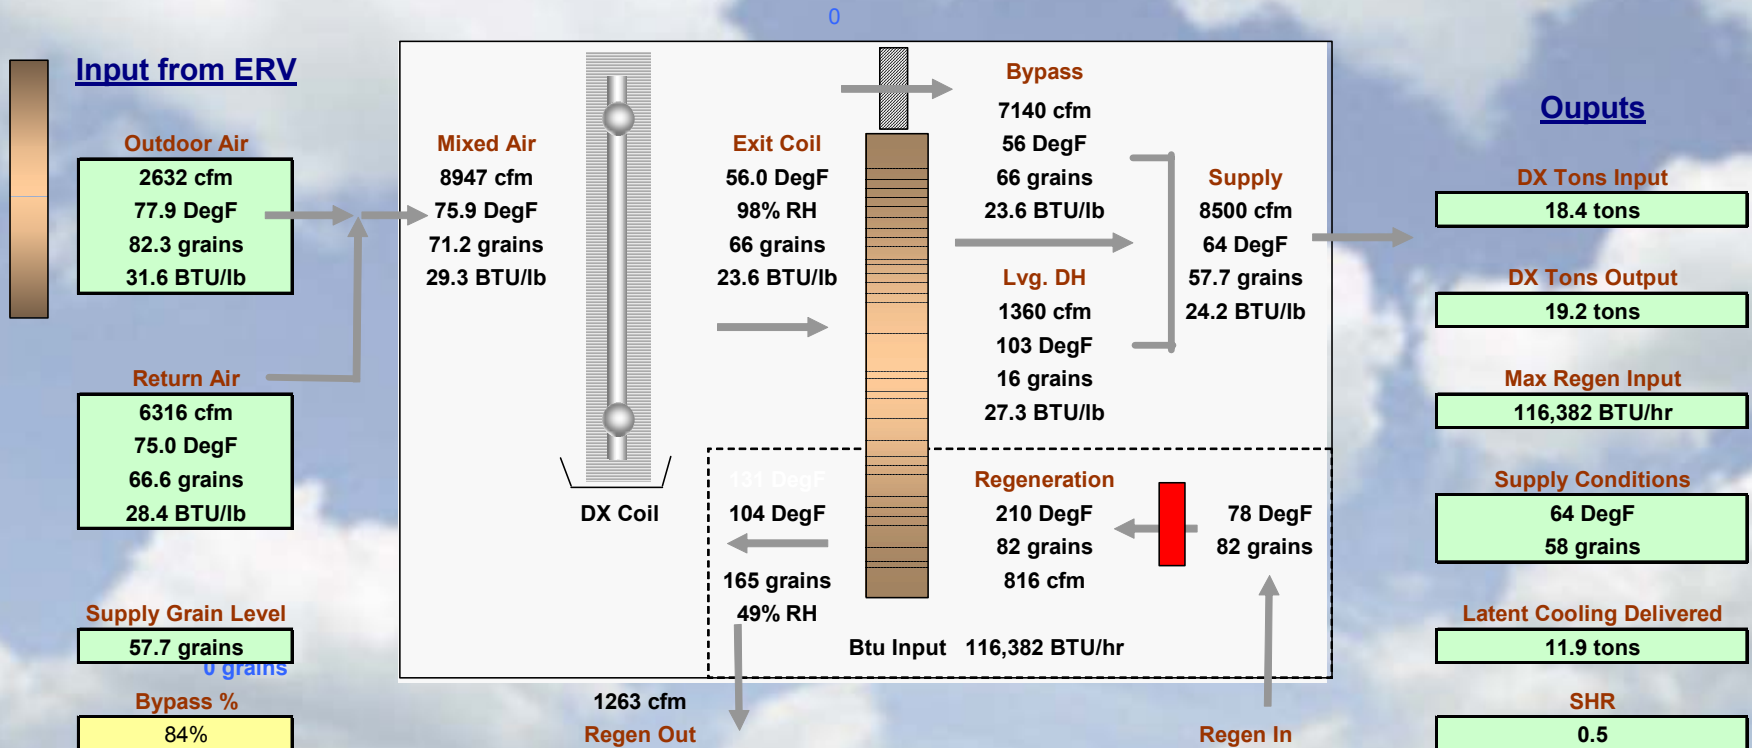 0
Input from ERV
Outdoor Air
2632 cfm
77.9 DegF
82.3 grains
31.6 BTU/lb
Return Air
6316 cfm
75.0 DegF
66.6 grains
28.4 BTU/lb
Supply Grain Level
57.7 grains
0 grains
Bypass %
84%
Mixed Air
8947 cfm
75.9 DegF
71.2 grains
29.3 BTU/lb
DX Coil
Exit Coil
56.0 DegF
98% RH
66 grains
23.6 BTU/lb
Bypass
7140 cfm
56 DegF
66 grains
23.6 BTU/lb
Lvg. DH
1360 cfm
103 DegF
16 grains
27.3 BTU/lb
Supply
8500 cfm
64 DegF
57.7 grains
24.2 BTU/lb
131 DegF
104 DegF
165 grains
49% RH
Regeneration
210 DegF
82 grains
816 cfm
78 DegF
82 grains
Btu Input 116,382 BTU/hr
1263 cfm
Regen Out
Regen In
Ouputs
DX Tons Input
18.4 tons
DX Tons Output
19.2 tons
Max Regen Input
116,382 BTU/hr
Supply Conditions
64 DegF
58 grains
Latent Cooling Delivered
11.9 tons
SHR
0.5